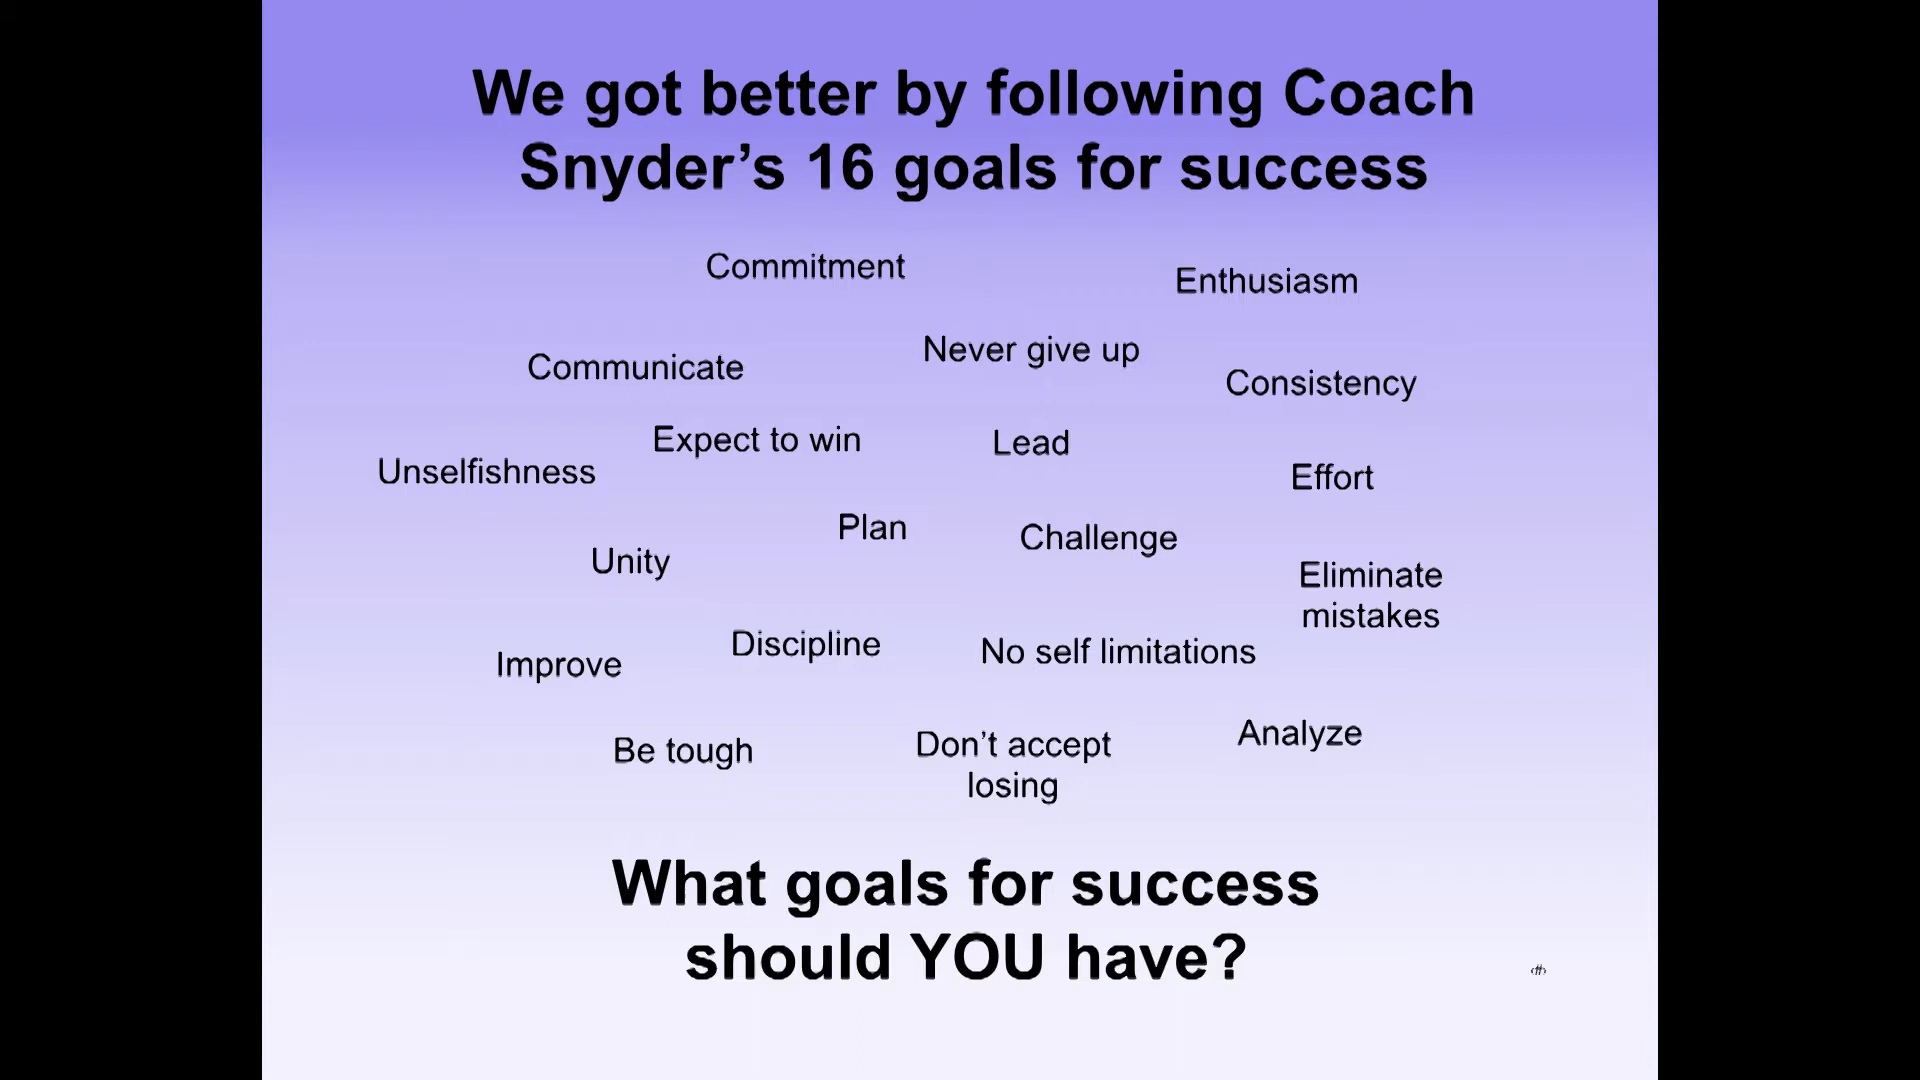 We got better by following Coach
Snyder’s 16 goals for success
Commitment
Enthusiasm
Never give up
Communicate
Consistency
Expect to win
Lead
Unselfishness
Effort
Plan
Challenge
Unity
Eliminate
mistakes
Discipline
No self limitations
Improve
Analyze
Be tough
Don’t accept
losing
What goals for success
should YOU have?
‹#›